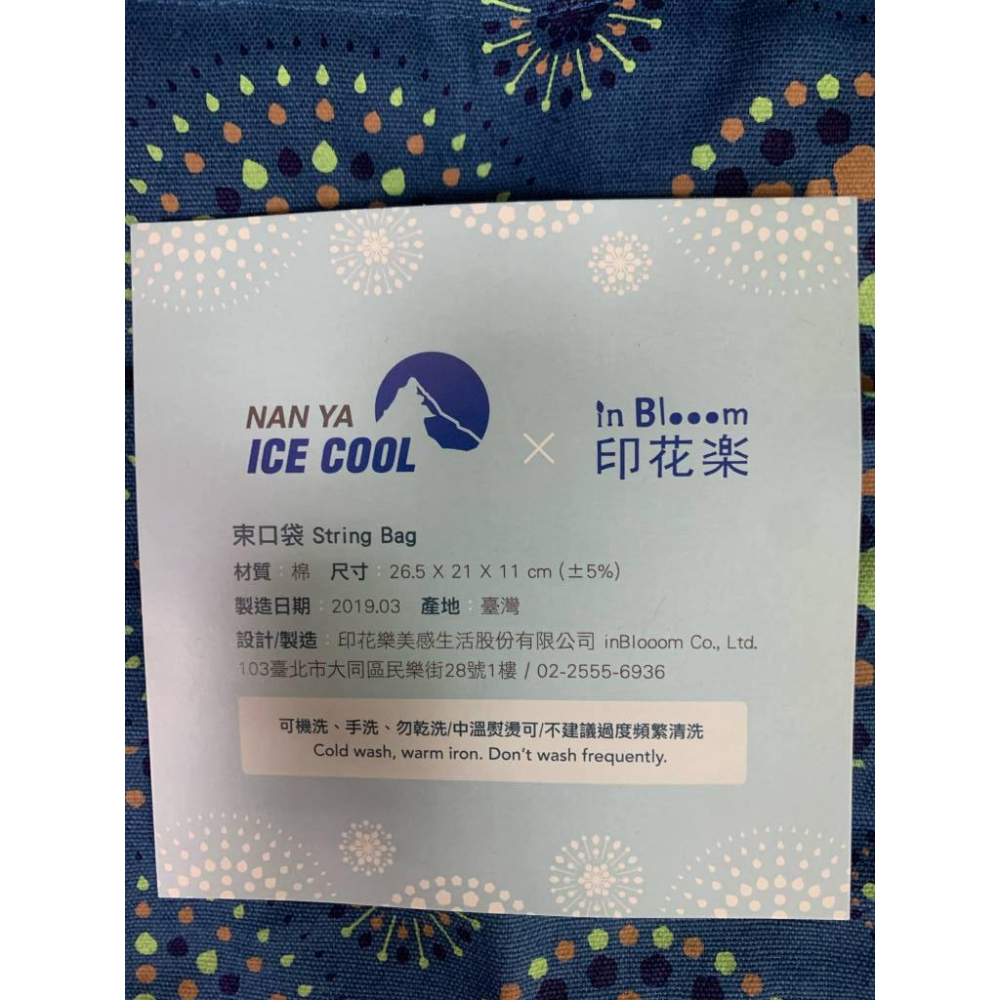 NAN YA
ICE COOL
×
in Blooom
印花楽
束口袋 String Bag
材質：棉 尺寸：26.5 X 21 X 11 cm (±5%)
製造日期：2019.03 產地：臺灣
設計/製造：印花樂美感生活股份有限公司 inBlooom Co., Ltd.
103臺北市大同區民樂街28號1樓 / 02-2555-6936
可機洗、手洗、勿乾洗/中溫熨燙可/不建議過度頻繁清洗
Cold wash, warm iron. Don't wash frequently.